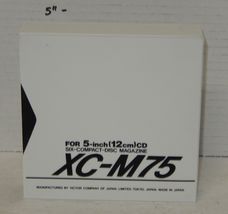 5"-
FOR 5-inch(12cm)CD
SIX-COMPACT-DISC MAGAZINE
XC-M75
MANUFACTURED BY VICTOR COMPANY OF JAPAN, LIMITED, TOKYO, JAPAN MADE IN JAPAN